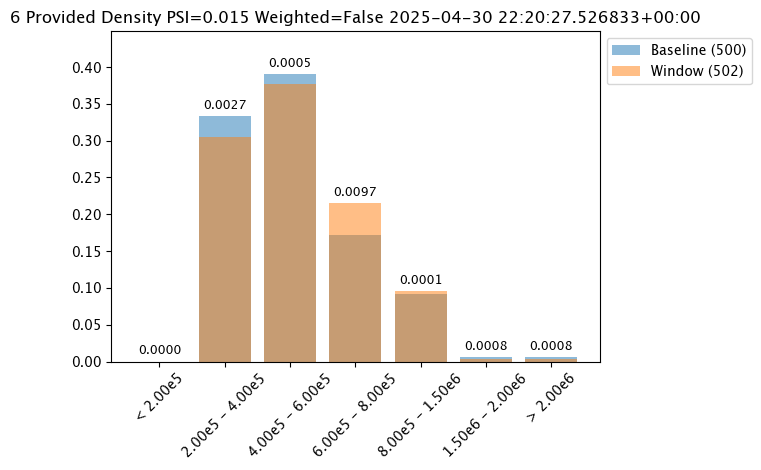 6 Provided Density PSI=0.015 Weighted=False 2025-04-30 22:20:27.526833+00:00
Baseline (500)
Window (502)
0.40
0.35
0.30
0.25
0.20
0.15
0.10
0.05
0.00
0.0000
0.0027
0.0005
0.0097
0.0001
0.0008
0.0008
< 2.00e5
2.00e5 – 4.00e5
4.00e5 – 6.00e5
6.00e5 – 8.00e5
8.00e5 – 1.50e6
1.50e6 – 2.00e6
> 2.00e6